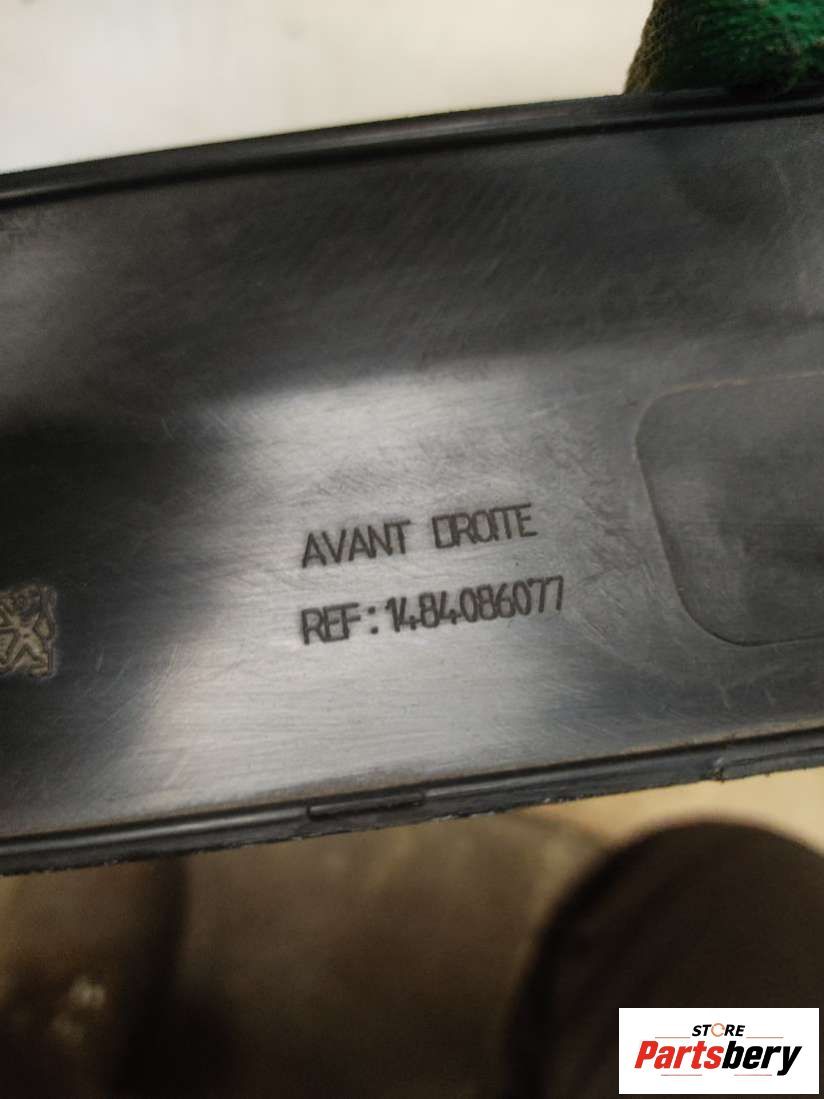 AVANT DROITE
REF:1484086077
STORE
Partsbery